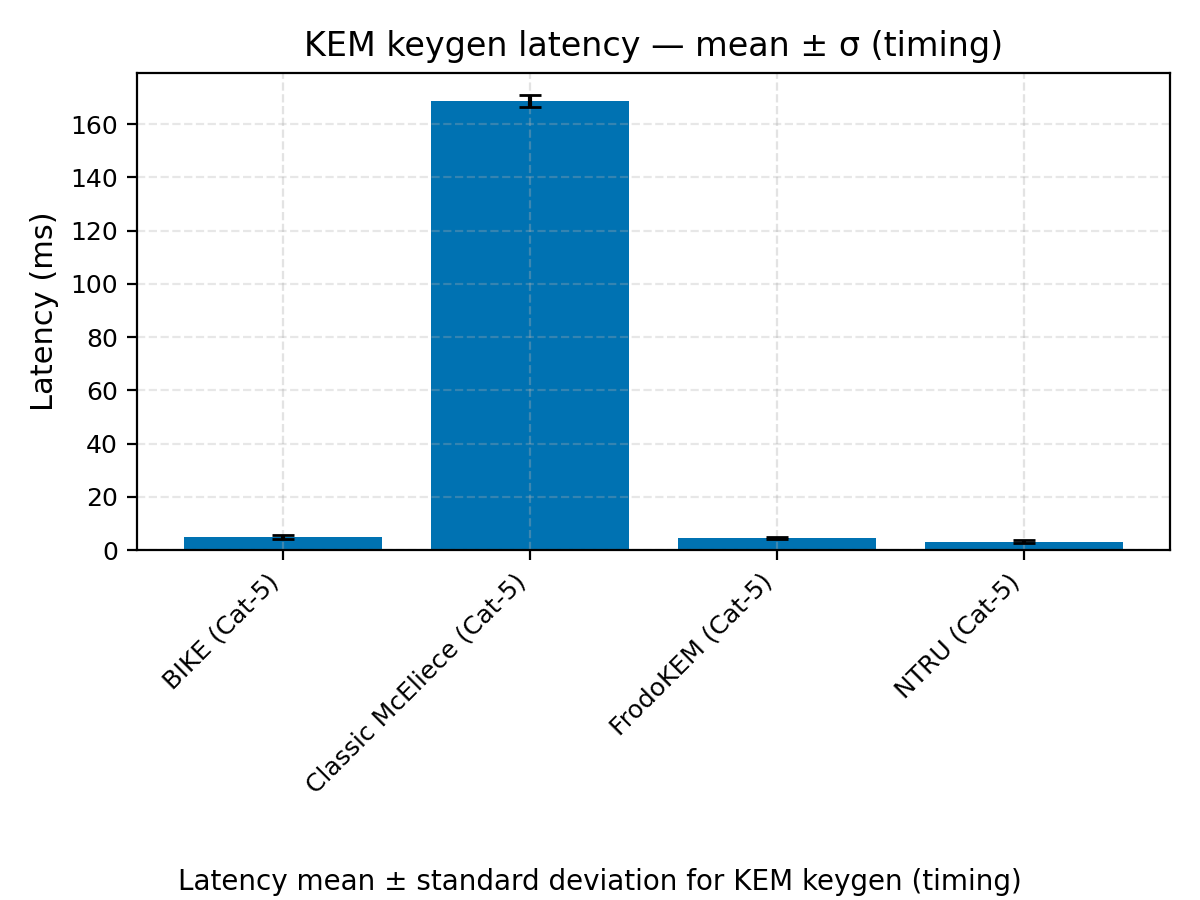 KEM keygen latency — mean ± σ (timing)
Latency (ms)
160
140
120
100
80
60
40
20
0
BIKE (Cat-5)
Classic McEliece (Cat-5)
FrodoKEM (Cat-5)
NTRU (Cat-5)
Latency mean ± standard deviation for KEM keygen (timing)